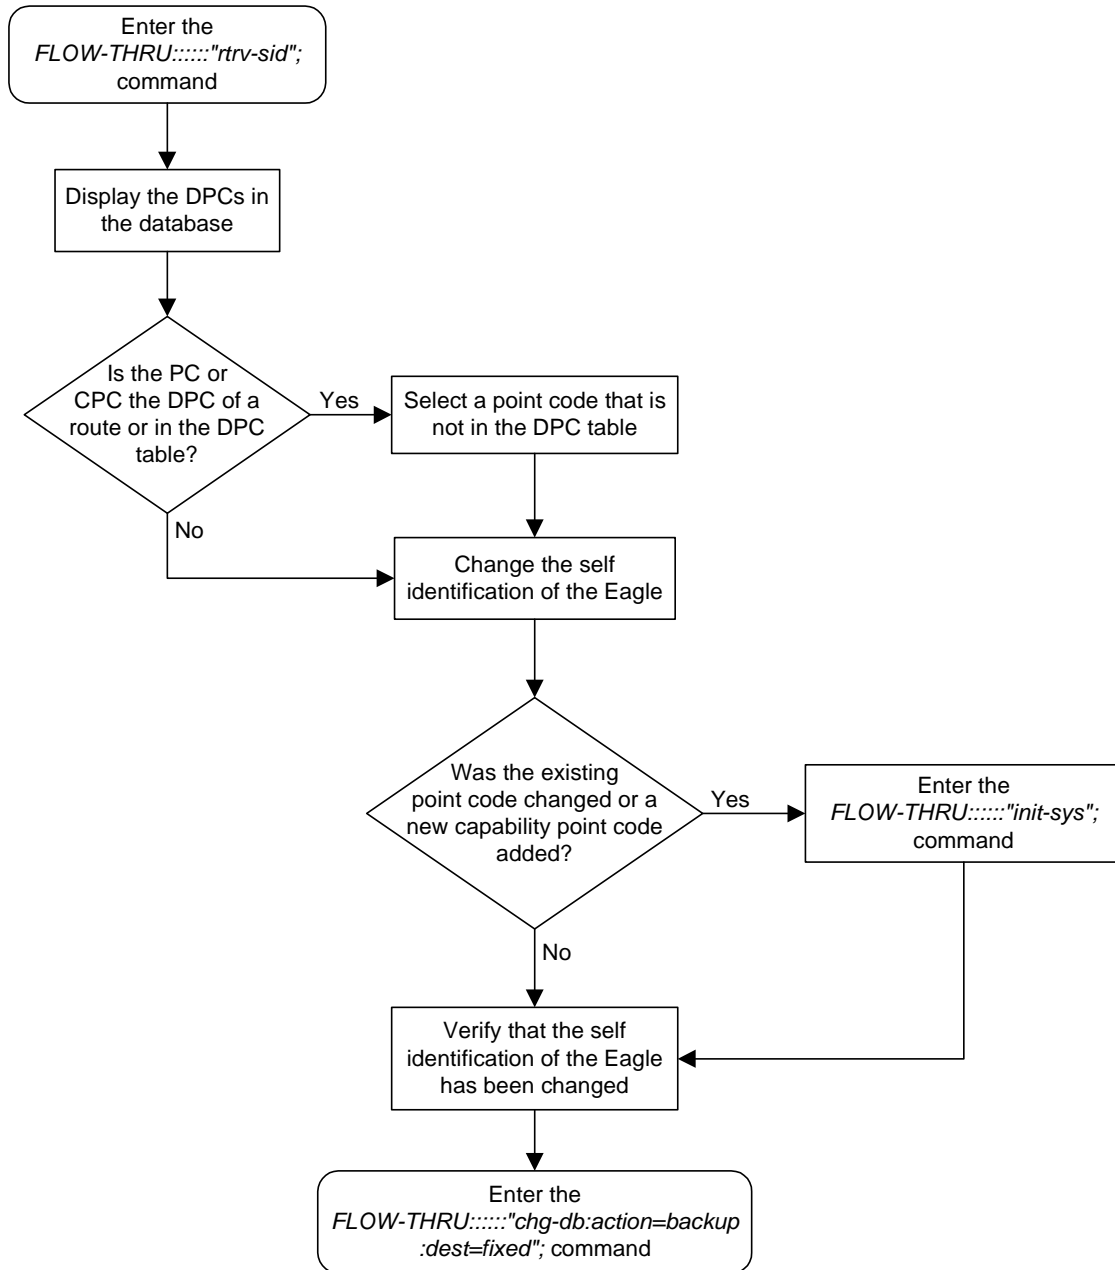 Enter the
FLOW-THRU::::::"rtrv-sid";
command
Display the DPCs in
the database
Is the PC or
CPC the DPC of a
route or in the DPC
table?
Yes
Select a point code that is
not in the DPC table
No
Change the self
identification of the Eagle
Was the existing
point code changed or a
new capability point code
added?
Yes
Enter the
FLOW-THRU::::::"init-sys";
command
No
Verify that the self
identification of the Eagle
has been changed
Enter the
FLOW-THRU::::::"chg-db:action=backup
:dest=fixed"; command